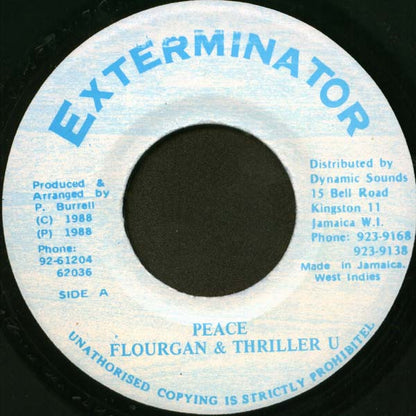 EXTERMINATOR
Produced &
Arranged by
P. Burrell
(C) 1988
(P) 1988
Phone:
92-61204
62036
SIDE A
Distributed by
Dynamic Sounds
15 Bell Road
Kingston 11
Jamaica W.I.
Phone: 923-9168
923-9138
Made in Jamaica,
West Indies
PEACE
FLOURGAN & THRILLER U
UNATHORISED COPYING IS STRICTLY PROHIBITEL